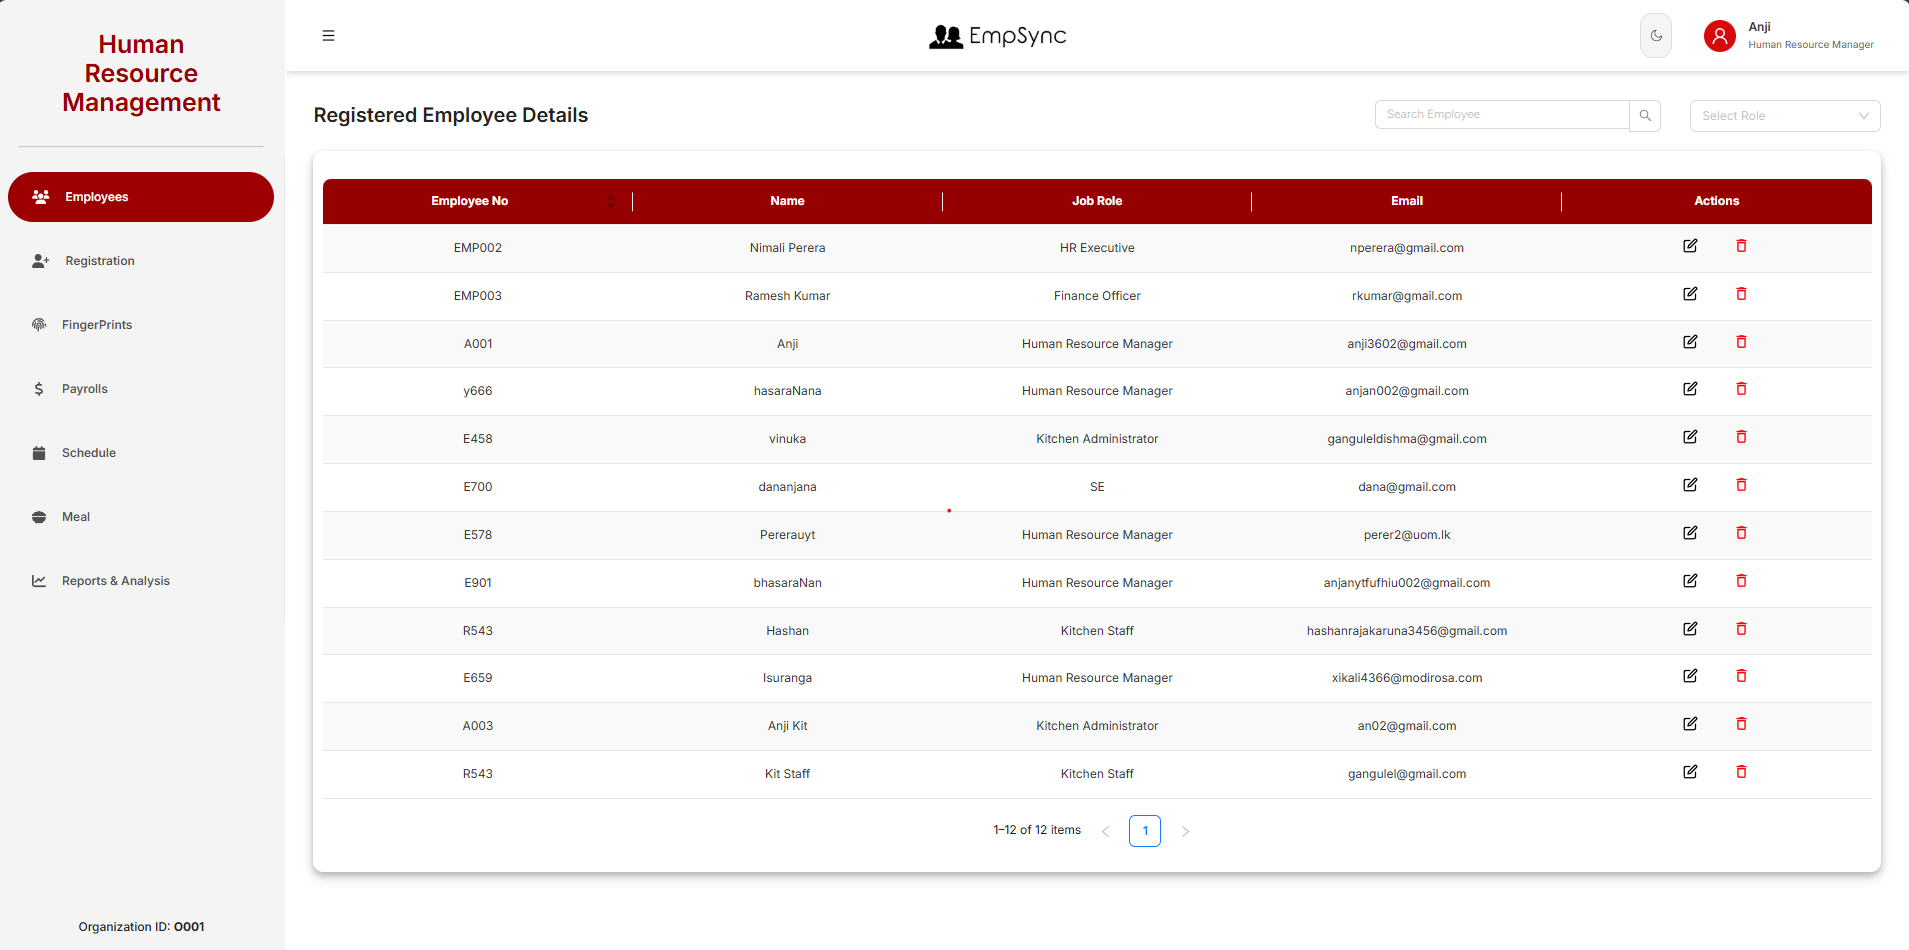 Human
Resource
Management
Employees
Registration
FingerPrints
Payrolls
Schedule
Meal
Reports & Analysis
Organization ID: O001
EmpSync
Anji
Human Resource Manager
Registered Employee Details
Search Employee
Select Role
Employee No Name Job Role Email Actions
EMP002 Nimali Perera HR Executive nperera@gmail.com
EMP003 Ramesh Kumar Finance Officer rkumar@gmail.com
A001 Anji Human Resource Manager anji3602@gmail.com
y666 hasaraNana Human Resource Manager anjan002@gmail.com
E458 vinuka Kitchen Administrator ganguleldishma@gmail.com
E700 dananjana SE dana@gmail.com
E578 Pererauyt Human Resource Manager perer2@uom.lk
E901 bhasaraNan Human Resource Manager anjanytfufhiu002@gmail.com
R543 Hashan Kitchen Staff hashanrajakaruna3456@gmail.com
E659 Isuranga Human Resource Manager xikali4366@modirosa.com
A003 Anji Kit Kitchen Administrator an02@gmail.com
R543 Kit Staff Kitchen Staff gangulel@gmail.com
1–12 of 12 items < 1 >